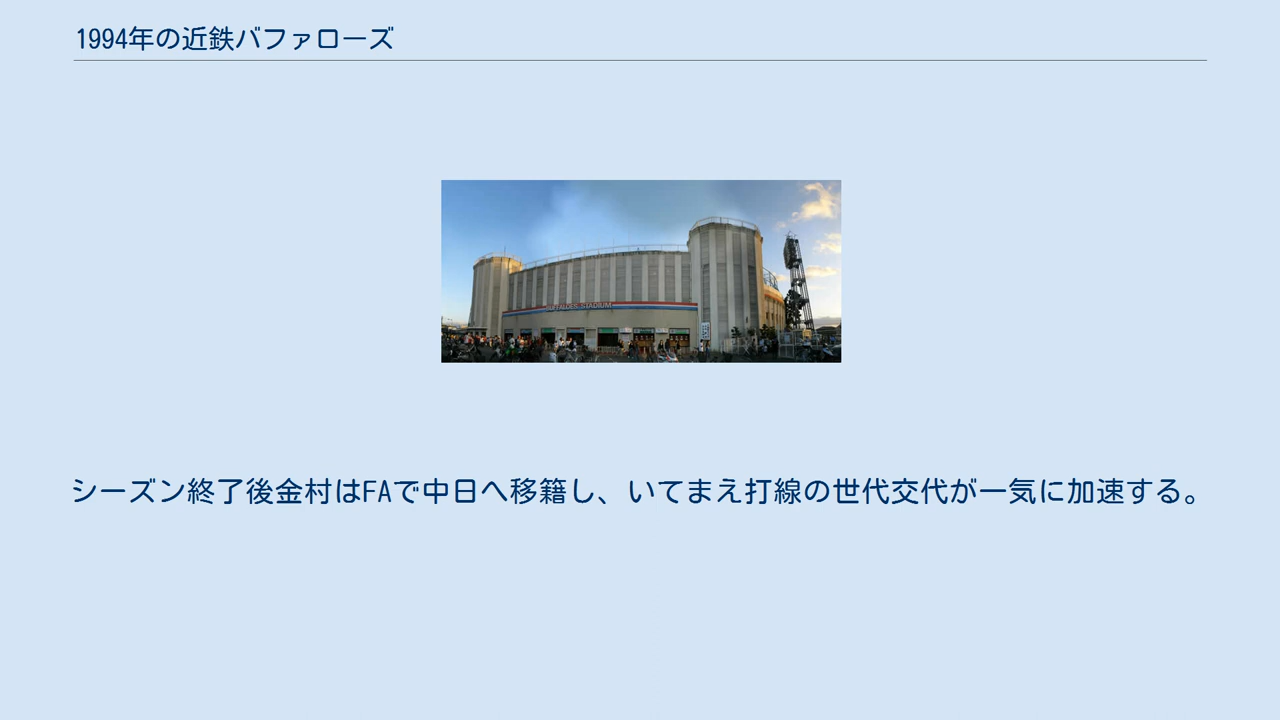 1994年の近鉄バファローズ
BUFFALOES STADIUM
シーズン終了後金村はFAで中日へ移籍し、いてまえ打線の世代交代が一気に加速する。